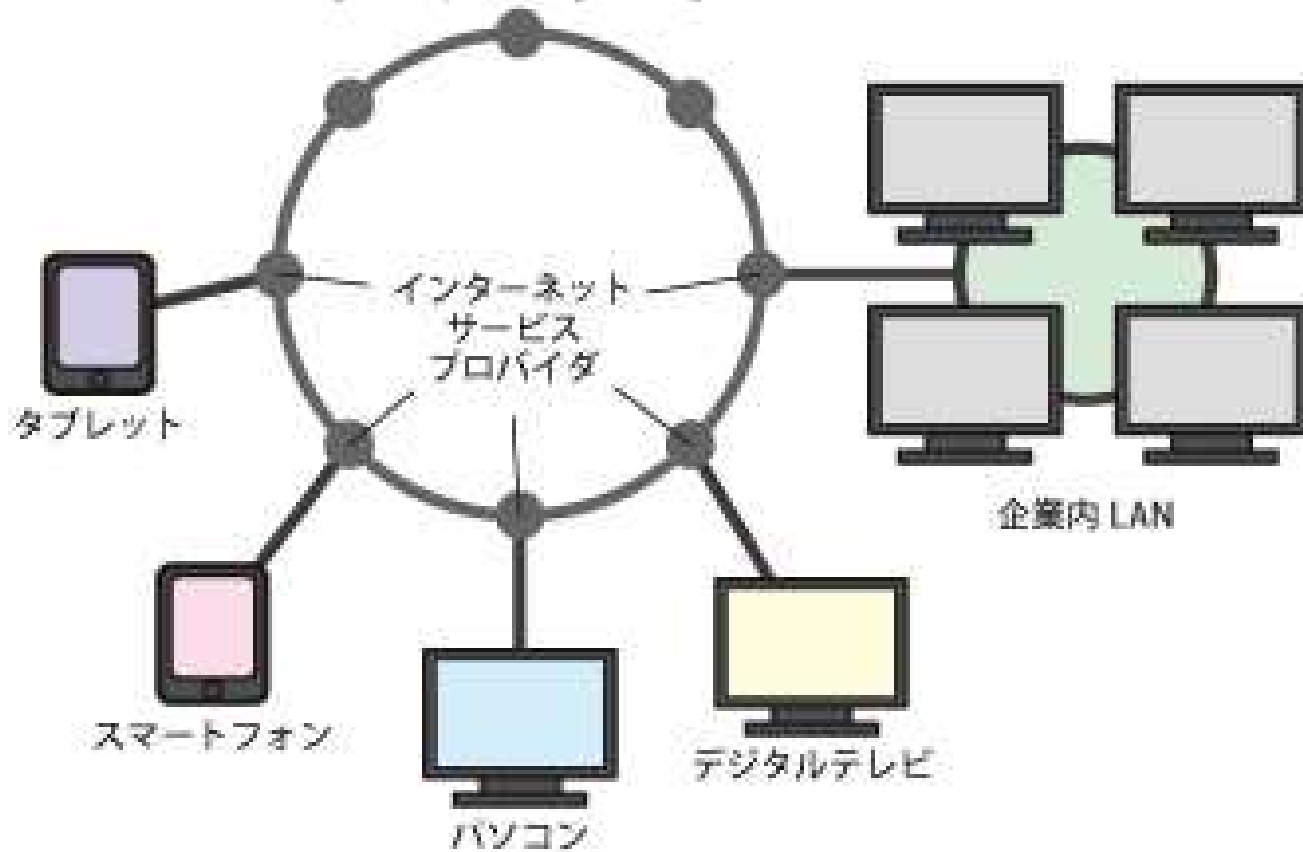 インターネット
サービス
プロバイダ
タブレット
企業内 LAN
スマートフォン
デジタルテレビ
パソコン